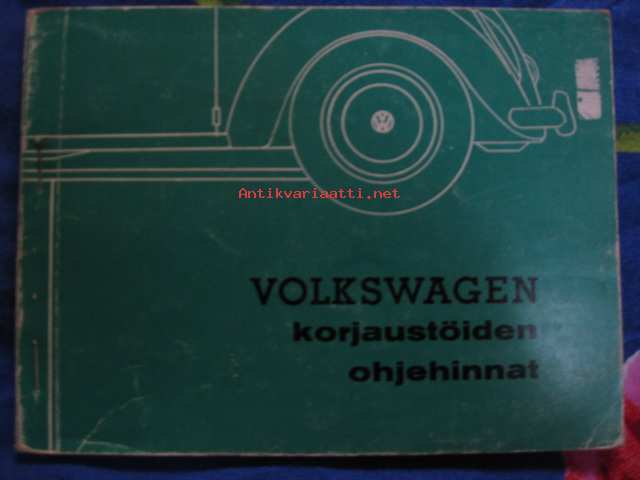 Antikvariaatti.net
VOLKSWAGEN
korjaustöiden
ohjehinnat